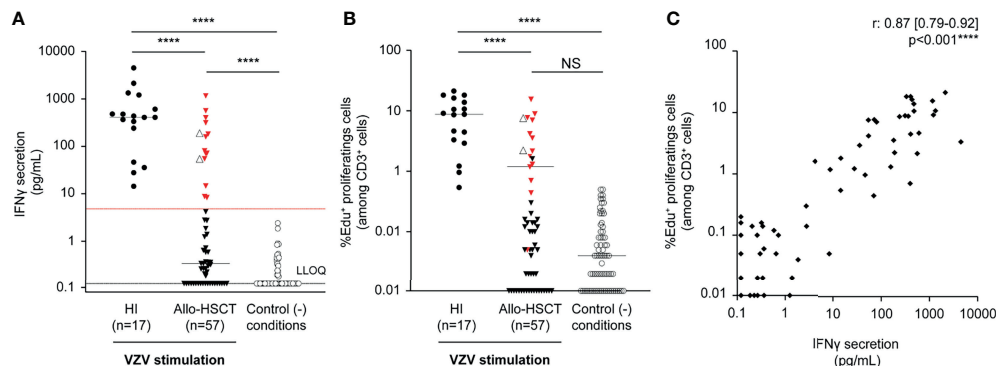 A
****
****
****
10000
1000
100
10
1
0.1
IFNγ secretion
(pg/mL)
LLOQ
HI
(n=17)
Allo-HSCT
(n=57)
Control (-)
conditions
VZV stimulation
B
****
****
NS
100
10
1
0.01
0.01
%Edu⁺ proliferatings cells
(among CD3⁺ cells)
HI
(n=17)
Allo-HSCT
(n=57)
Control (-)
conditions
VZV stimulation
C
r: 0.87 [0.79-0.92]
p<0.001****
100
10
1
0.1
0.01
%Edu⁺ proliferatings cells
(among CD3⁺ cells)
0.1
1
10
100
1000
10000
IFNγ secretion
(pg/mL)